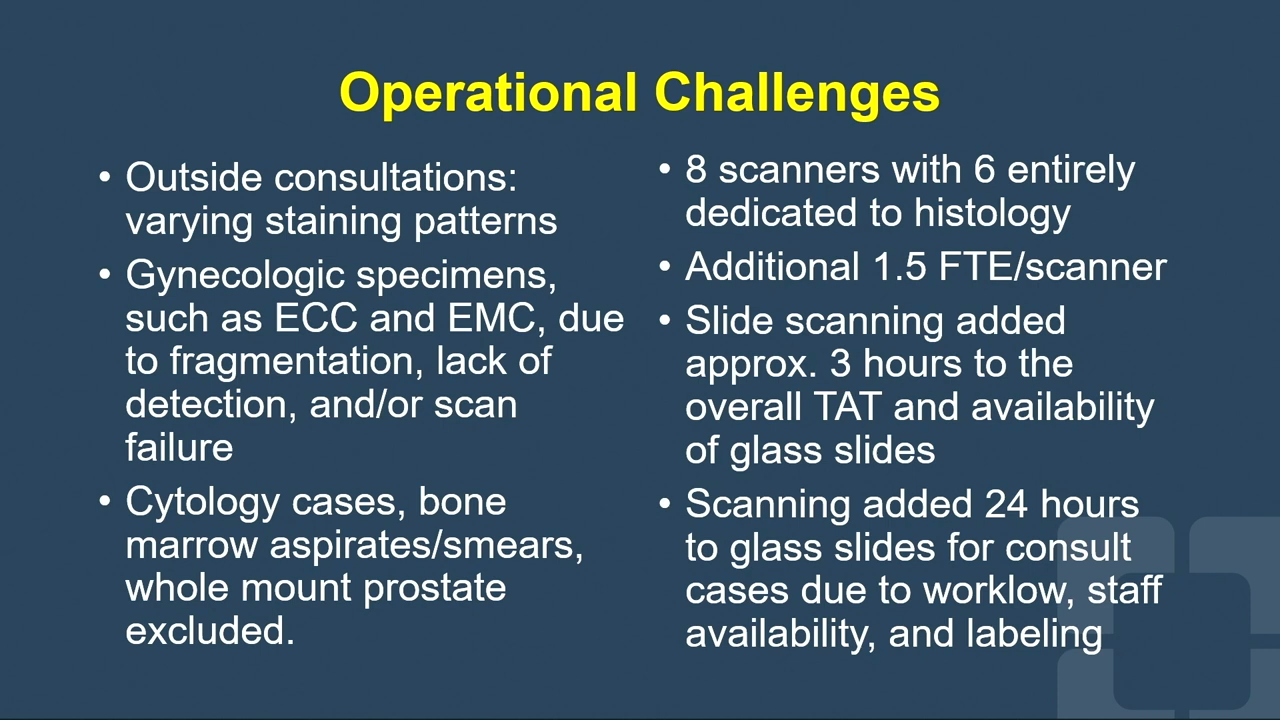 Operational Challenges
• Outside consultations:
varying staining patterns
• Gynecologic specimens,
such as ECC and EMC, due
to fragmentation, lack of
detection, and/or scan
failure
• Cytology cases, bone
marrow aspirates/smears,
whole mount prostate
excluded.
• 8 scanners with 6 entirely
dedicated to histology
• Additional 1.5 FTE/scanner
• Slide scanning added
approx. 3 hours to the
overall TAT and availability
of glass slides
• Scanning added 24 hours
to glass slides for consult
cases due to worklow, staff
availability, and labeling